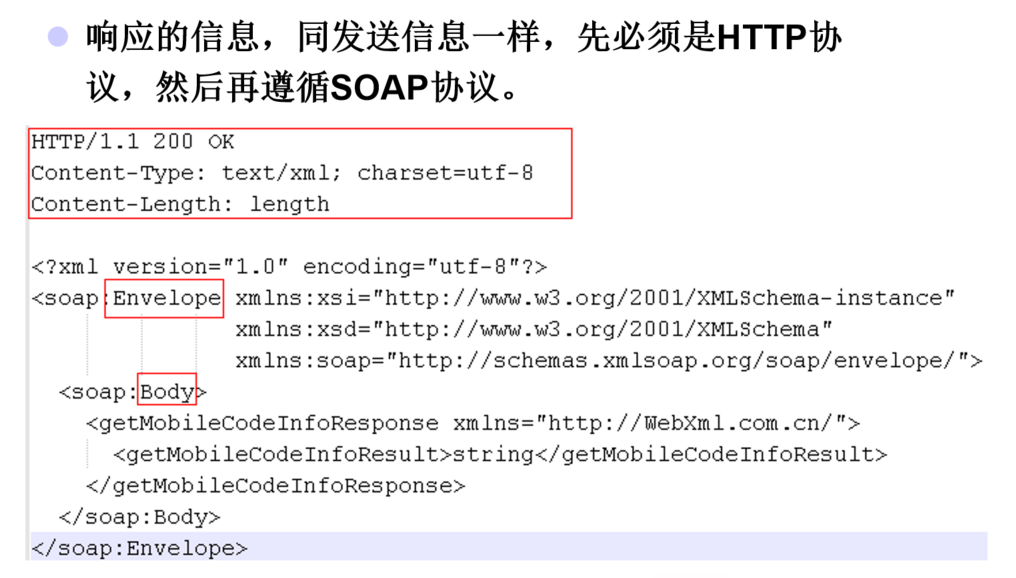 响应的信息，同发送信息一样，先必须是HTTP协
议，然后再遵循SOAP协议。
HTTP/1.1 200 OK
Content-Type: text/xml; charset=utf-8
Content-Length: length
<?xml version="1.0" encoding="utf-8"?>
<soap:Envelope xmlns:xsi="http://www.w3.org/2001/XMLSchema-instance"
xmlns:xsd="http://www.w3.org/2001/XMLSchema"
xmlns:soap="http://schemas.xmlsoap.org/soap/envelope/">
<soap:Body>
<getMobileCodeInfoResponse xmlns="http://WebXml.com.cn/">
<getMobileCodeInfoResult>string</getMobileCodeInfoResult>
</getMobileCodeInfoResponse>
</soap:Body>
</soap:Envelope>